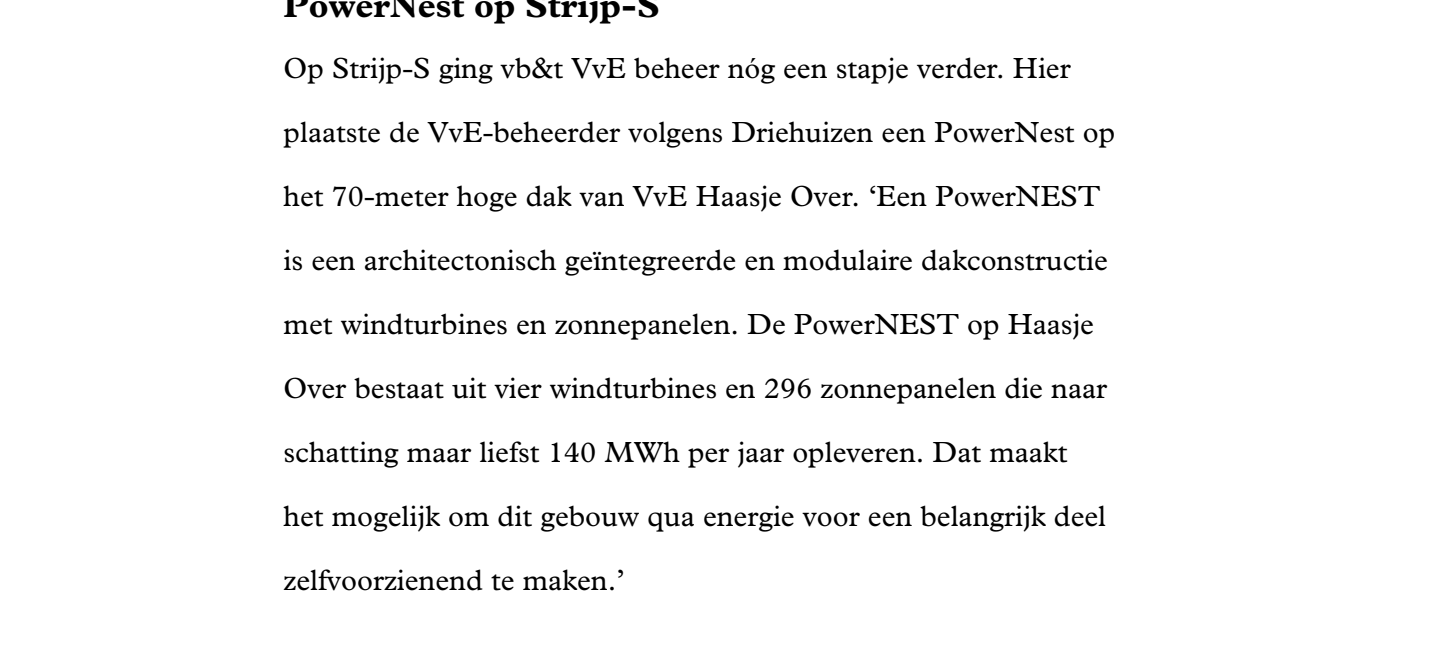 PowerNest op Strijp-S
Op Strijp-S ging vb&t VvE beheer nóg een stapje verder. Hier
plaatste de VvE-beheerder volgens Driehuizen een PowerNest op
het 70-meter hoge dak van VvE Haasje Over. ‘Een PowerNEST
is een architectonisch geïntegreerde en modulaire dakconstructie
met windturbines en zonnepanelen. De PowerNEST op Haasje
Over bestaat uit vier windturbines en 296 zonnepanelen die naar
schatting maar liefst 140 MWh per jaar opleveren. Dat maakt
het mogelijk om dit gebouw qua energie voor een belangrijk deel
zelfvoorzienend te maken.’